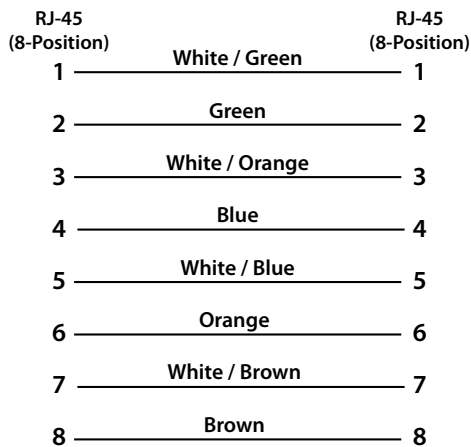 RJ-45 RJ-45
(8-Position) (8-Position)
1 White / Green 1
2 Green 2
3 White / Orange 3
4 Blue 4
5 White / Blue 5
6 Orange 6
7 White / Brown 7
8 Brown 8